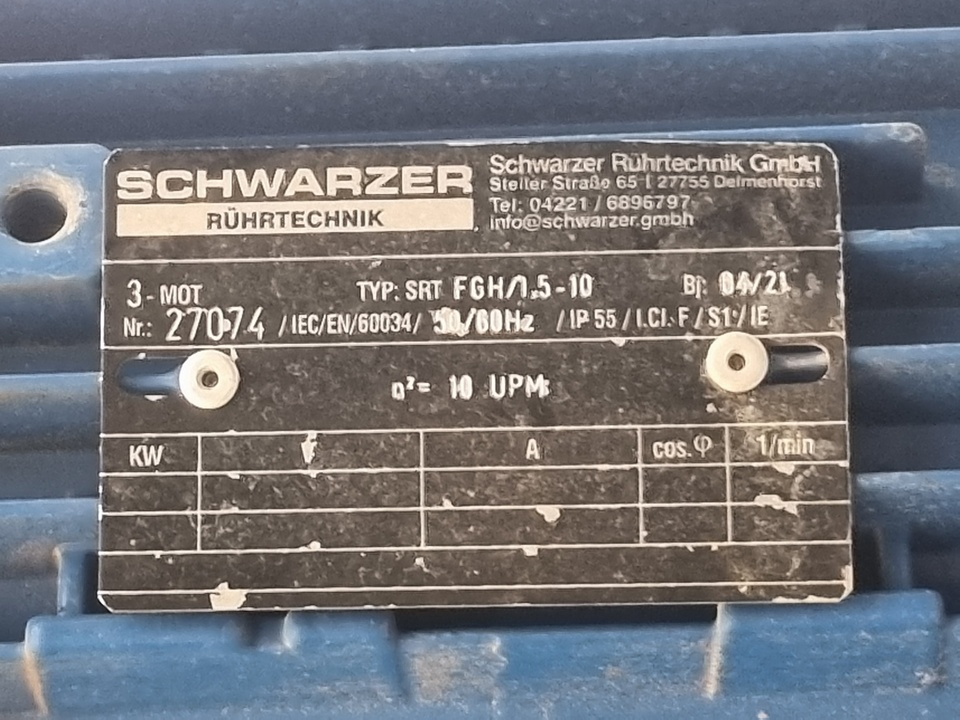 SCHWARZER
RÜHRTECHNIK
Schwarzer Rührtechnik GmbH
Steller Straße 65 | 27755 Delmenhorst
Tel: 04221 / 6896797
info@schwarzer.gmbh
3-MOT TYP: SRT FGH/1.5-10 Bj: 04/21
Nr.: 27074 / IEC/EN/60034/ 50/60Hz / IP 55 / I.Cl. F / S1 / IE
n²= 10 UPM
KW V A cos. φ 1/min